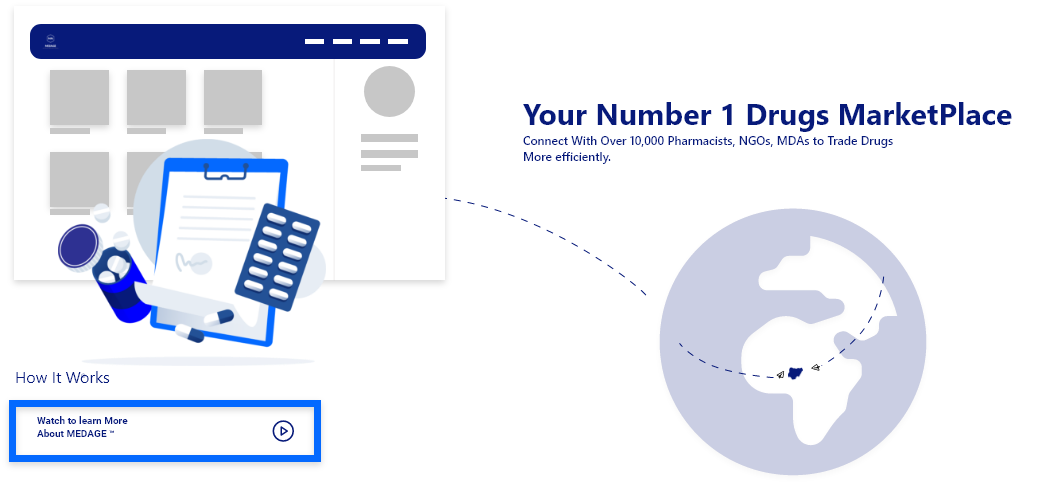 MEDAGE
Your Number 1 Drugs MarketPlace
Connect With Over 10,000 Pharmacists, NGOs, MDAs to Trade Drugs
More efficiently.
How It Works
Watch to learn More
About MEDAGE ™